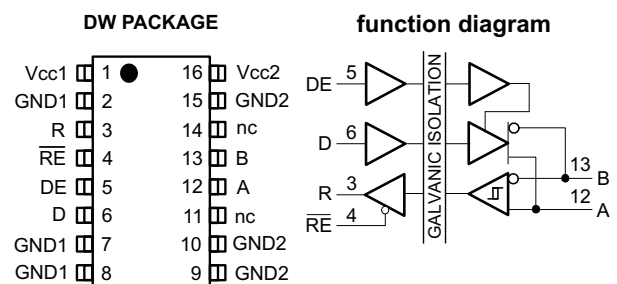 DW PACKAGE
Vcc1 1 16 Vcc2
GND1 2 15 GND2
R 3 14 nc
RE 4 13 B
DE 5 12 A
D 6 11 nc
GND1 7 10 GND2
GND1 8 9 GND2
function diagram
DE 5
D 6
R 3
RE 4
GALVANIC ISOLATION
13 B
12 A